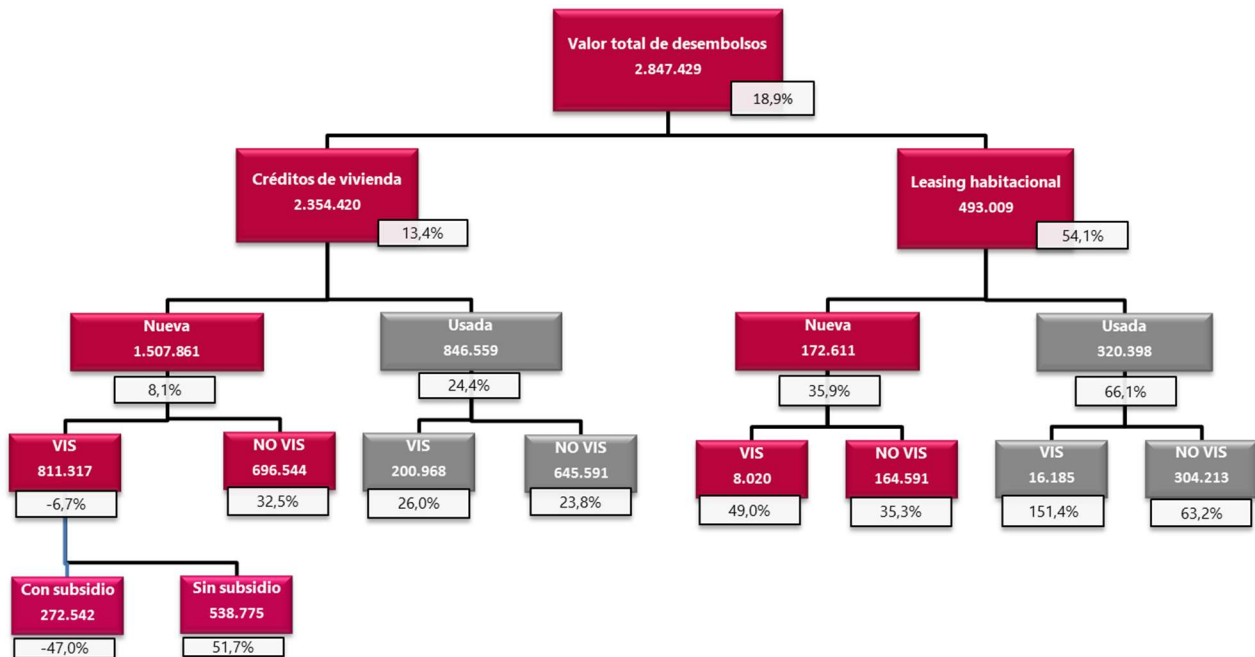 Valor total de desembolsos
2.847.429
18,9%
Créditos de vivienda
2.354.420
13,4%
Leasing habitacional
493.009
54,1%
Nueva
1.507.861
8,1%
Usada
846.559
24,4%
Nueva
172.611
35,9%
Usada
320.398
66,1%
VIS
811.317
-6,7%
NO VIS
696.544
32,5%
VIS
200.968
26,0%
NO VIS
645.591
23,8%
VIS
8.020
49,0%
NO VIS
164.591
35,3%
VIS
16.185
151,4%
NO VIS
304.213
63,2%
Con subsidio
272.542
-47,0%
Sin subsidio
538.775
51,7%